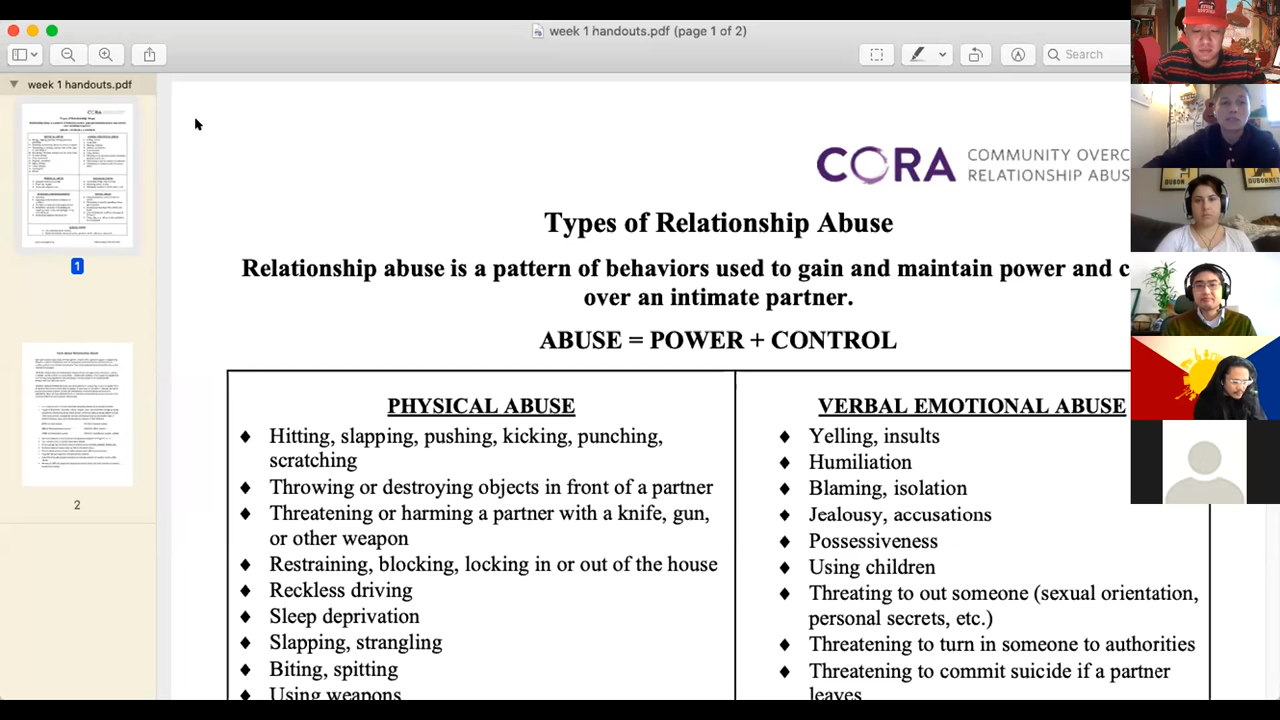 week 1 handouts.pdf (page 1 of 2)
Search
week 1 handouts.pdf
1
2
CORA
COMMUNITY OVERC
RELATIONSHIP ABUS
Types of Relationship Abuse
Relationship abuse is a pattern of behaviors used to gain and maintain power and c
over an intimate partner.
ABUSE = POWER + CONTROL
PHYSICAL ABUSE
♦ Hitting, slapping, pushing, kicking, punching,
scratching
♦ Throwing or destroying objects in front of a partner
♦ Threatening or harming a partner with a knife, gun,
or other weapon
♦ Restraining, blocking, locking in or out of the house
♦ Reckless driving
♦ Sleep deprivation
♦ Slapping, strangling
♦ Biting, spitting
♦ Using weapons
VERBAL/EMOTIONAL ABUSE
♦ Yelling, insults
♦ Humiliation
♦ Blaming, isolation
♦ Jealousy, accusations
♦ Possessiveness
♦ Using children
♦ Threating to out someone (sexual orientation,
personal secrets, etc.)
♦ Threatening to turn in someone to authorities
♦ Threatening to commit suicide if a partner
leaves
DUBON
DUBONNET